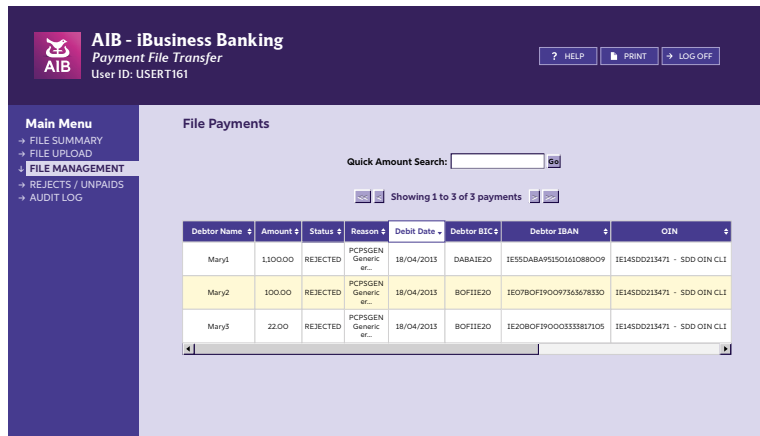 AIB
AIB - iBusiness Banking
Payment File Transfer
User ID: USERT161
? HELP
PRINT
→ LOG OFF
Main Menu
→ FILE SUMMARY
→ FILE UPLOAD
↓ FILE MANAGEMENT
→ REJECTS / UNPAIDS
→ AUDIT LOG
File Payments
Quick Amount Search: Go
<< < Showing 1 to 3 of 3 payments > >>
Debtor Name Amount Status Reason Debit Date Debtor BIC Debtor IBAN OIN
Mary1 1,100.00 REJECTED PCPSGEN Generic er... 18/04/2013 DABAIE20 IE55DABA95150161088009 IE14SDD213471 - SDD OIN CLI
Mary2 100.00 REJECTED PCPSGEN Generic er... 18/04/2013 BOFIIE20 IE07BOFI90097363678330 IE14SDD213471 - SDD OIN CLI
Mary3 22.00 REJECTED PCPSGEN Generic er... 18/04/2013 BOFIIE20 IE20BOFI90003333817105 IE14SDD213471 - SDD OIN CLI